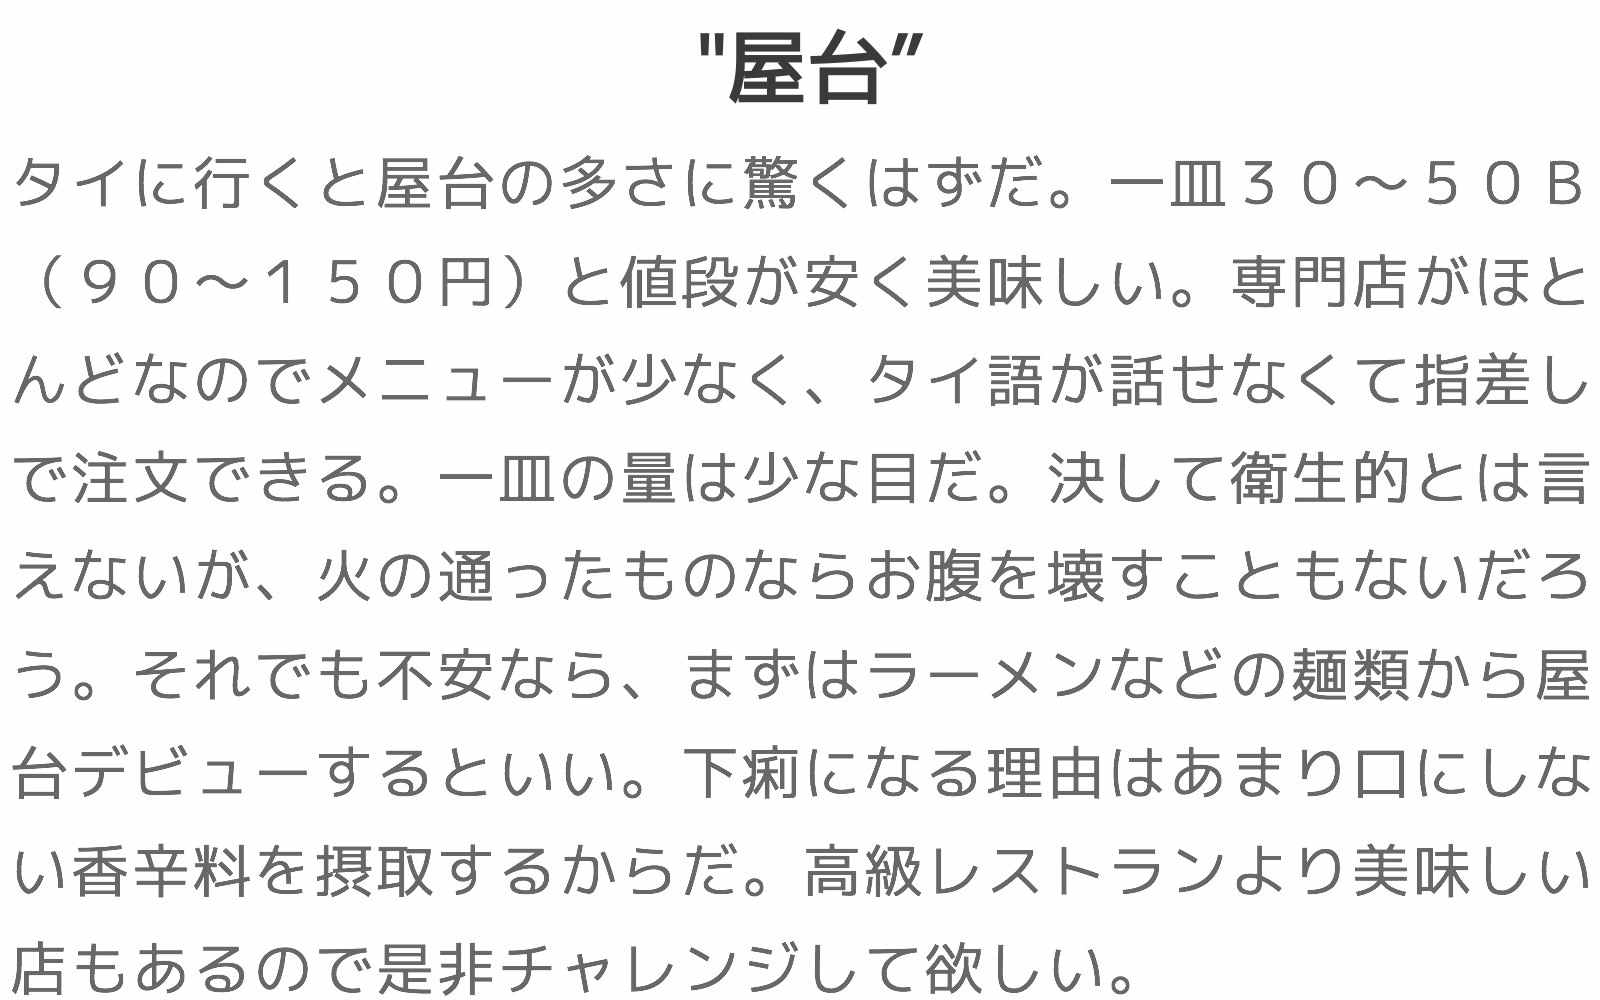 "屋台”
タイに行くと屋台の多さに驚くはずだ。一皿３０～５０Ｂ
（９０～１５０円）と値段が安く美味しい。専門店がほと
んどなのでメニューが少なく、タイ語が話せなくて指差し
で注文できる。一皿の量は少な目だ。決して衛生的とは言
えないが、火の通ったものならお腹を壊すこともないだろ
う。それでも不安なら、まずはラーメンなどの麺類から屋
台デビューするといい。下痢になる理由はあまり口にしな
い香辛料を摂取するからだ。高級レストランより美味しい
店もあるので是非チャレンジして欲しい。